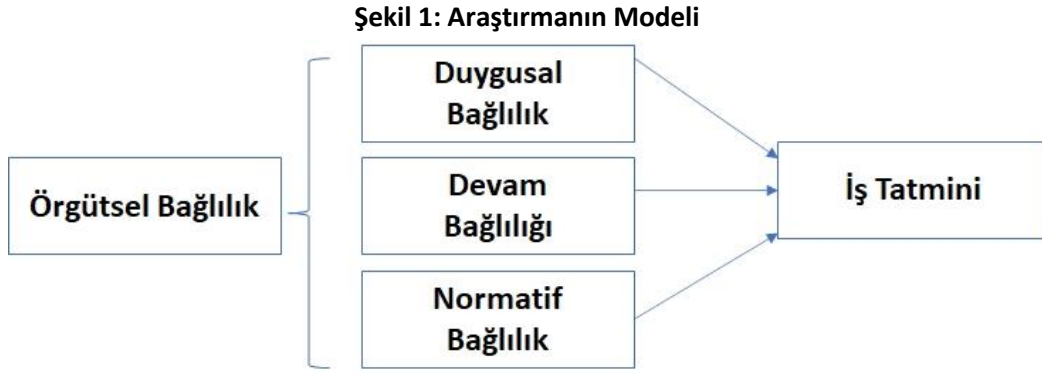 Şekil 1: Araştırmanın Modeli
Örgütsel Bağlılık
Duygusal
Bağlılık
Devam
Bağlılığı
Normatif
Bağlılık
İş Tatmini